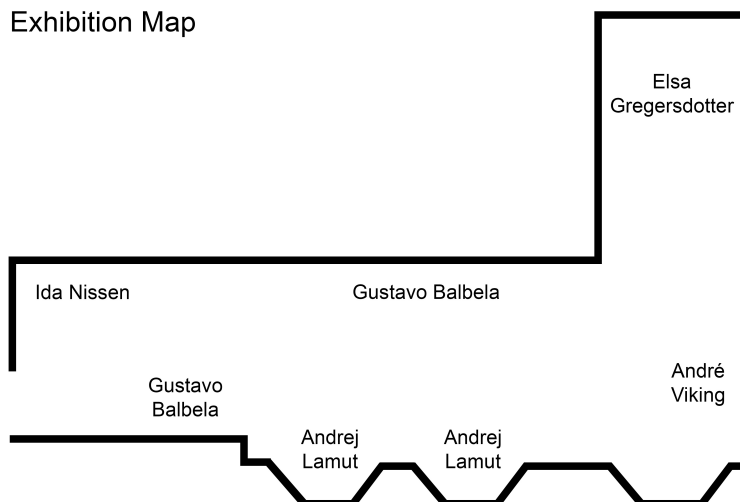 Exhibition Map
Elsa
Gregersdotter
Ida Nissen
Gustavo Balbela
André
Viking
Gustavo
Balbela
Andrej
Lamut
Andrej
Lamut